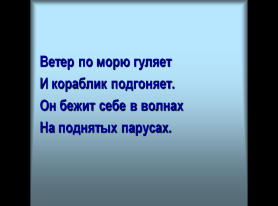 Ветер по морю гуляет
И кораблик подгоняет.
Он бежит себе в волнах
На поднятых парусах.